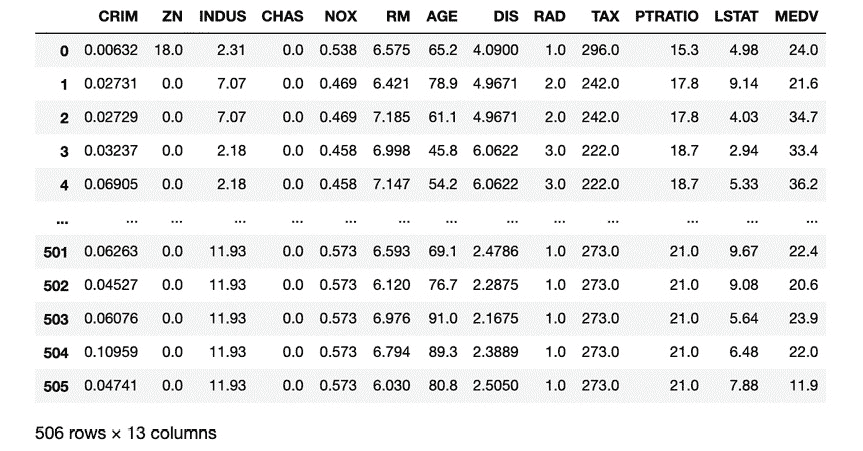 CRIM ZN INDUS CHAS NOX RM AGE DIS RAD TAX PTRATIO LSTAT MEDV
0 0.00632 18.0 2.31 0.0 0.538 6.575 65.2 4.0900 1.0 296.0 15.3 4.98 24.0
1 0.02731 0.0 7.07 0.0 0.469 6.421 78.9 4.9671 2.0 242.0 17.8 9.14 21.6
2 0.02729 0.0 7.07 0.0 0.469 7.185 61.1 4.9671 2.0 242.0 17.8 4.03 34.7
3 0.03237 0.0 2.18 0.0 0.458 6.998 45.8 6.0622 3.0 222.0 18.7 2.94 33.4
4 0.06905 0.0 2.18 0.0 0.458 7.147 54.2 6.0622 3.0 222.0 18.7 5.33 36.2
... ... ... ... ... ... ... ... ... ... ... ... ... ...
501 0.06263 0.0 11.93 0.0 0.573 6.593 69.1 2.4786 1.0 273.0 21.0 9.67 22.4
502 0.04527 0.0 11.93 0.0 0.573 6.120 76.7 2.2875 1.0 273.0 21.0 9.08 20.6
503 0.06076 0.0 11.93 0.0 0.573 6.976 91.0 2.1675 1.0 273.0 21.0 5.64 23.9
504 0.10959 0.0 11.93 0.0 0.573 6.794 89.3 2.3889 1.0 273.0 21.0 6.48 22.0
505 0.04741 0.0 11.93 0.0 0.573 6.030 80.8 2.5050 1.0 273.0 21.0 7.88 11.9
506 rows × 13 columns